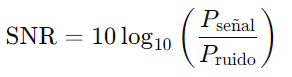 SNR = 10 log₁₀ (P_señal / P_ruido)